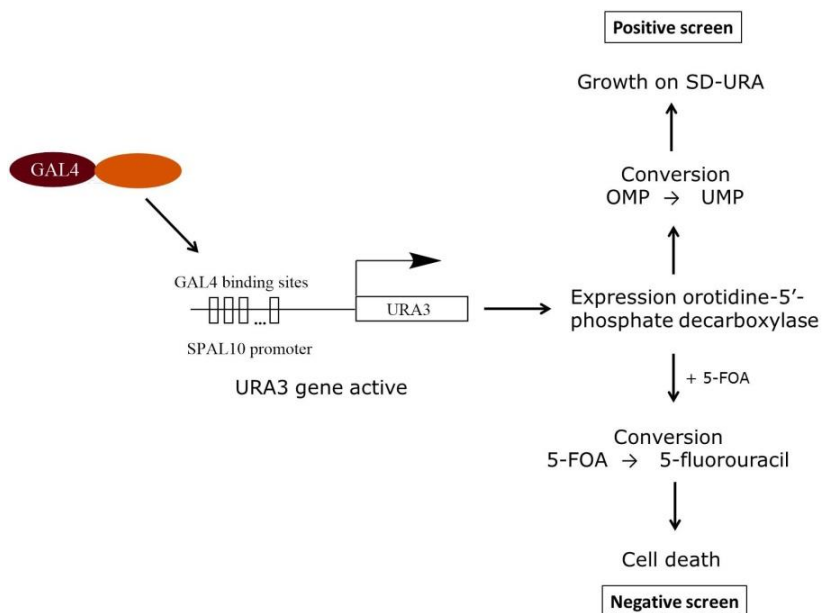 Positive screen
Growth on SD-URA
Conversion
OMP → UMP
GAL4
GAL4 binding sites
...
URA3
SPAL10 promoter
URA3 gene active
Expression orotidine-5′-
phosphate decarboxylase
+ 5-FOA
Conversion
5-FOA → 5-fluorouracil
Cell death
Negative screen